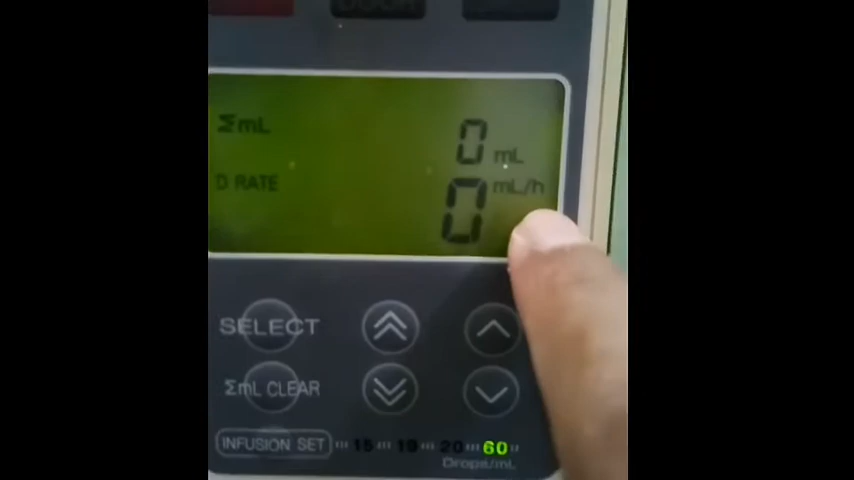 ΣmL 0 mL
D RATE 0 mL/h
SELECT
ΣmL CLEAR
INFUSION SET 15 19 20 60
Drops/mL